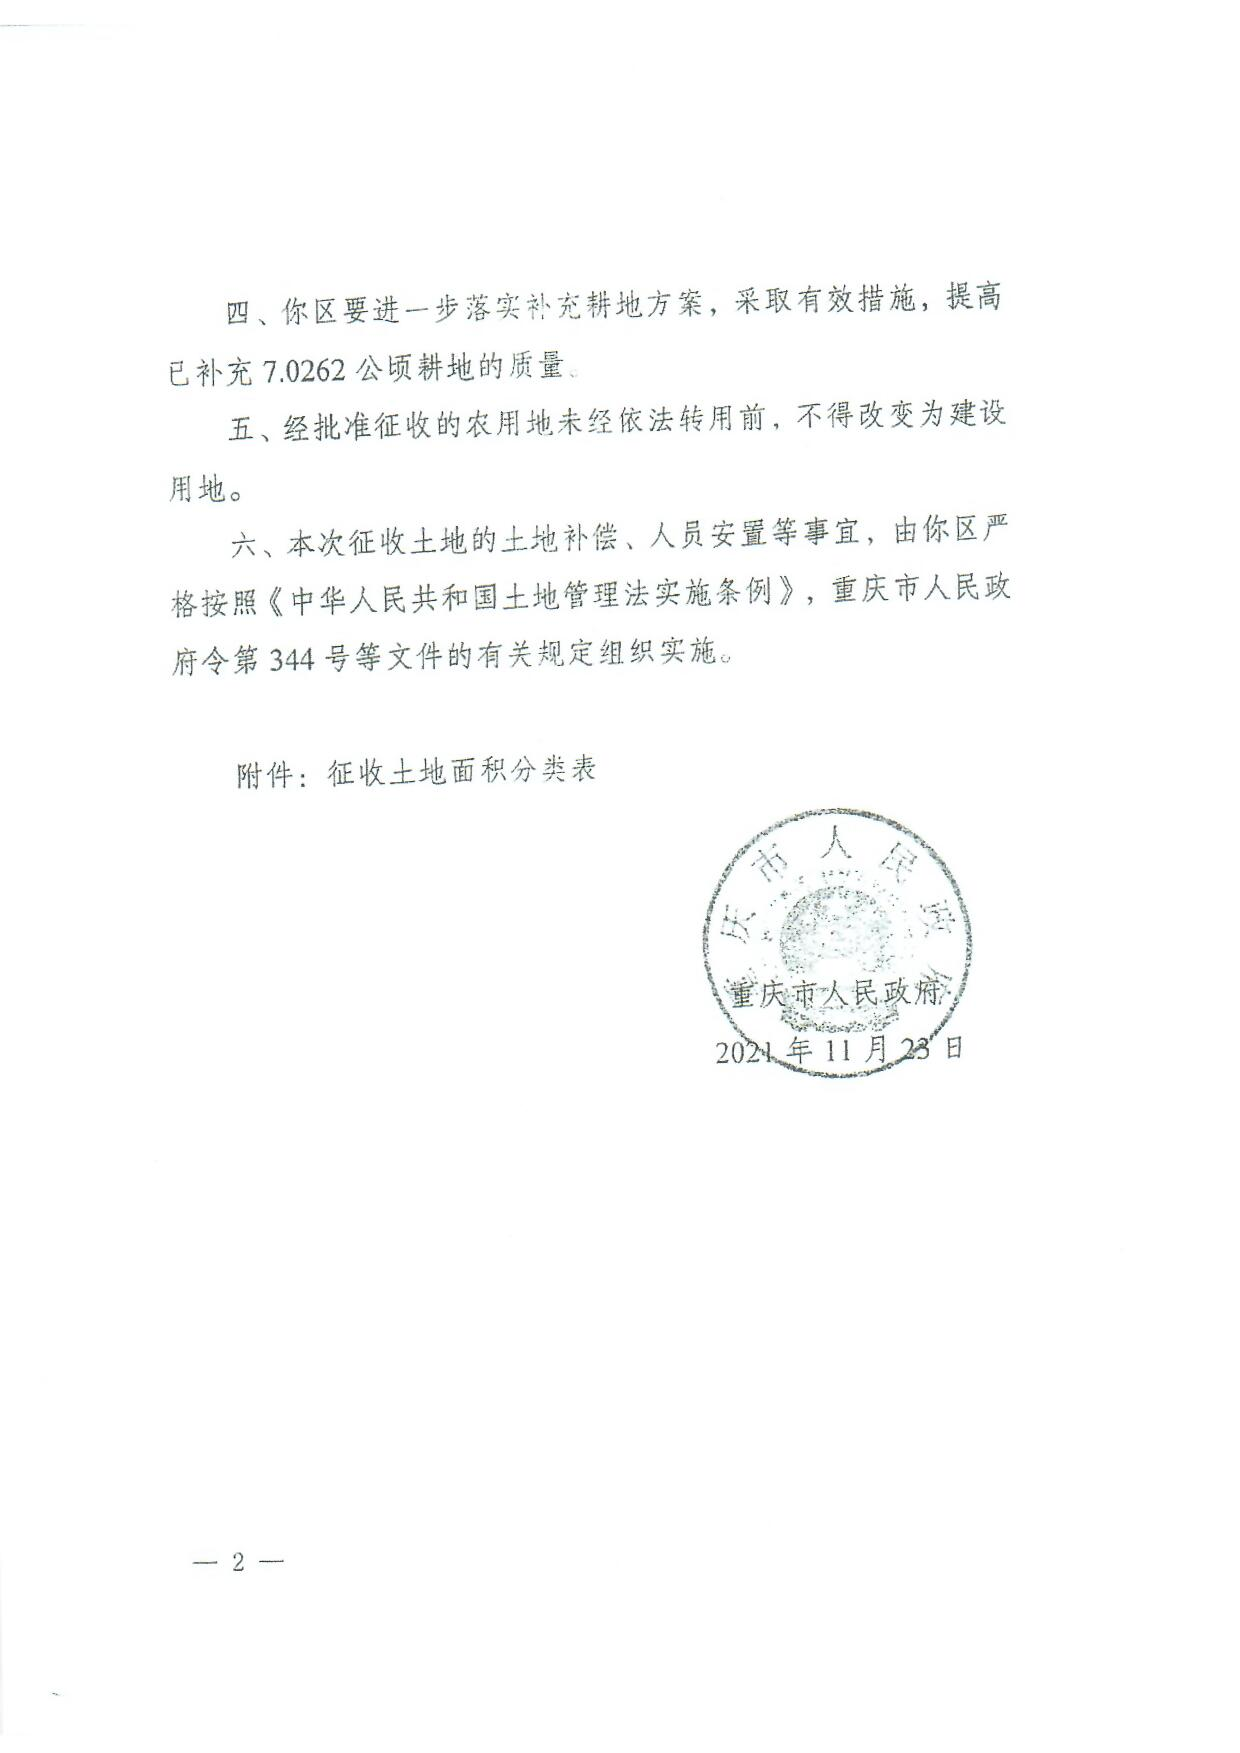 四、你区要进一步落实补充耕地方案，采取有效措施，提高
已补充 7.0262 公顷耕地的质量。
五、经批准征收的农用地未经依法转用前，不得改变为建设
用地。
六、本次征收土地的土地补偿、人员安置等事宜，由你区严
格按照《中华人民共和国土地管理法实施条例》，重庆市人民政
府令第 344 号等文件的有关规定组织实施。
附件：征收土地面积分类表
庆市人民政
重庆市人民政府
2021 年 11 月 23 日
— 2 —